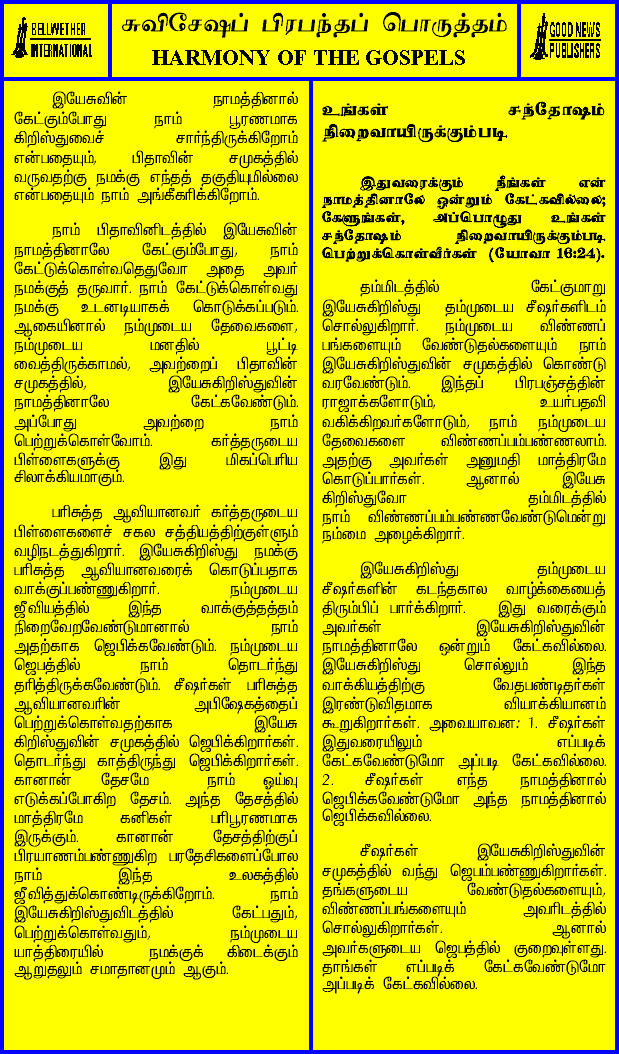 BELLWETHER
INTERNATIONAL
சுவிசேஷப் பிரபந்தப் பொருத்தம்
HARMONY OF THE GOSPELS
GOOD NEWS
PUBLISHERS
இயேசுவின் நாமத்தினால்
கேட்கும்போது நாம் பூரணமாக
கிறிஸ்துவைச் சார்ந்திருக்கிறோம்
என்பதையும், பிதாவின் சமுகத்தில்
வருவதற்கு நமக்கு எந்தத் தகுதியுமில்லை
என்பதையும் நாம் அங்கீகரிக்கிறோம்.
நாம் பிதாவினிடத்தில் இயேசுவின்
நாமத்தினாலே கேட்கும்போது, நாம்
கேட்டுக்கொள்வதெதுவோ அதை அவர்
நமக்குத் தருவார். நாம் கேட்டுக்கொள்வது
நமக்கு உடனடியாகக் கொடுக்கப்படும்.
ஆகையினால் நம்முடைய தேவைகளை,
நம்முடைய மனதில் பூட்டி
வைத்திருக்காமல், அவற்றைப் பிதாவின்
சமுகத்தில், இயேசுகிறிஸ்துவின்
நாமத்தினாலே கேட்கவேண்டும்.
அப்போது அவற்றை நாம்
பெற்றுக்கொள்வோம். கர்த்தருடைய
பிள்ளைகளுக்கு இது மிகப்பெரிய
சிலாக்கியமாகும்.
பரிசுத்த ஆவியானவர் கர்த்தருடைய
பிள்ளைகளைச் சகல சத்தியத்திற்குள்ளும்
வழிநடத்துகிறார். இயேசுகிறிஸ்து நமக்கு
பரிசுத்த ஆவியானவரைக் கொடுப்பதாக
வாக்குப்பண்ணுகிறார். நம்முடைய
ஜீவியத்தில் இந்த வாக்குத்தத்தம்
நிறைவேறவேண்டுமானால் நாம்
அதற்காக ஜெபிக்கவேண்டும். நம்முடைய
ஜெபத்தில் நாம் தொடர்ந்து
தரித்திருக்கவேண்டும். சீஷர்கள் பரிசுத்த
ஆவியானவரின் அபிஷேகத்தைப்
பெற்றுக்கொள்வதற்காக இயேசு
கிறிஸ்துவின் சமுகத்தில் ஜெபிக்கிறார்கள்.
தொடர்ந்து காத்திருந்து ஜெபிக்கிறார்கள்.
கானான் தேசமே நாம் ஓய்வு
எடுக்கப்போகிற தேசம். அந்த தேசத்தில்
மாத்திரமே கனிகள் பரிபூரணமாக
இருக்கும். கானான் தேசத்திற்குப்
பிரயாணம்பண்ணுகிற பரதேசிகளைப்போல
நாம் இந்த உலகத்தில்
ஜீவித்துக்கொண்டிருக்கிறோம். நாம்
இயேசுகிறிஸ்துவிடத்தில் கேட்பதும்,
பெற்றுக்கொள்வதும், நம்முடைய
யாத்திரையில் நமக்குக் கிடைக்கும்
ஆறுதலும் சமாதானமும் ஆகும்.
உங்கள் சந்தோஷம்
நிறைவாயிருக்கும்படி
இதுவரைக்கும் நீங்கள் என்
நாமத்தினாலே ஒன்றும் கேட்கவில்லை;
கேளுங்கள், அப்பொழுது உங்கள்
சந்தோஷம் நிறைவாயிருக்கும்படி
பெற்றுக்கொள்வீர்கள் (யோவா 16:24).
தம்மிடத்தில் கேட்குமாறு
இயேசுகிறிஸ்து தம்முடைய சீஷர்களிடம்
சொல்லுகிறார். நம்முடைய விண்ணப்
பங்களையும் வேண்டுதல்களையும் நாம்
இயேசுகிறிஸ்துவின் சமுகத்தில் கொண்டு
வரவேண்டும். இந்தப் பிரபஞ்சத்தின்
ராஜாக்களோடும், உயர்பதவி
வகிக்கிறவர்களோடும், நாம் நம்முடைய
தேவைகளை விண்ணப்பம்பண்ணலாம்.
அதற்கு அவர்கள் அனுமதி மாத்திரமே
கொடுப்பார்கள். ஆனால் இயேசு
கிறிஸ்துவோ தம்மிடத்தில்
நாம் விண்ணப்பம்பண்ணவேண்டுமென்று
நம்மை அழைக்கிறார்.
இயேசுகிறிஸ்து தம்முடைய
சீஷர்களின் கடந்தகால வாழ்க்கையைத்
திரும்பிப் பார்க்கிறார். இது வரைக்கும்
அவர்கள் இயேசுகிறிஸ்துவின்
நாமத்தினாலே ஒன்றும் கேட்கவில்லை.
இயேசுகிறிஸ்து சொல்லும் இந்த
வாக்கியத்திற்கு வேதபண்டிதர்கள்
இரண்டுவிதமாக வியாக்கியானம்
கூறுகிறார்கள். அவையாவன: 1. சீஷர்கள்
இதுவரையிலும் எப்படிக்
கேட்கவேண்டுமோ அப்படி கேட்கவில்லை.
2. சீஷர்கள் எந்த நாமத்தினால்
ஜெபிக்கவேண்டுமோ அந்த நாமத்தினால்
ஜெபிக்கவில்லை.
சீஷர்கள் இயேசுகிறிஸ்துவின்
சமுகத்தில் வந்து ஜெபம்பண்ணுகிறார்கள்.
தங்களுடைய வேண்டுதல்களையும்,
விண்ணப்பங்களையும் அவரிடத்தில்
சொல்லுகிறார்கள். ஆனால்
அவர்களுடைய ஜெபத்தில் குறைவுள்ளது.
தாங்கள் எப்படிக் கேட்கவேண்டுமோ
அப்படிக் கேட்கவில்லை.